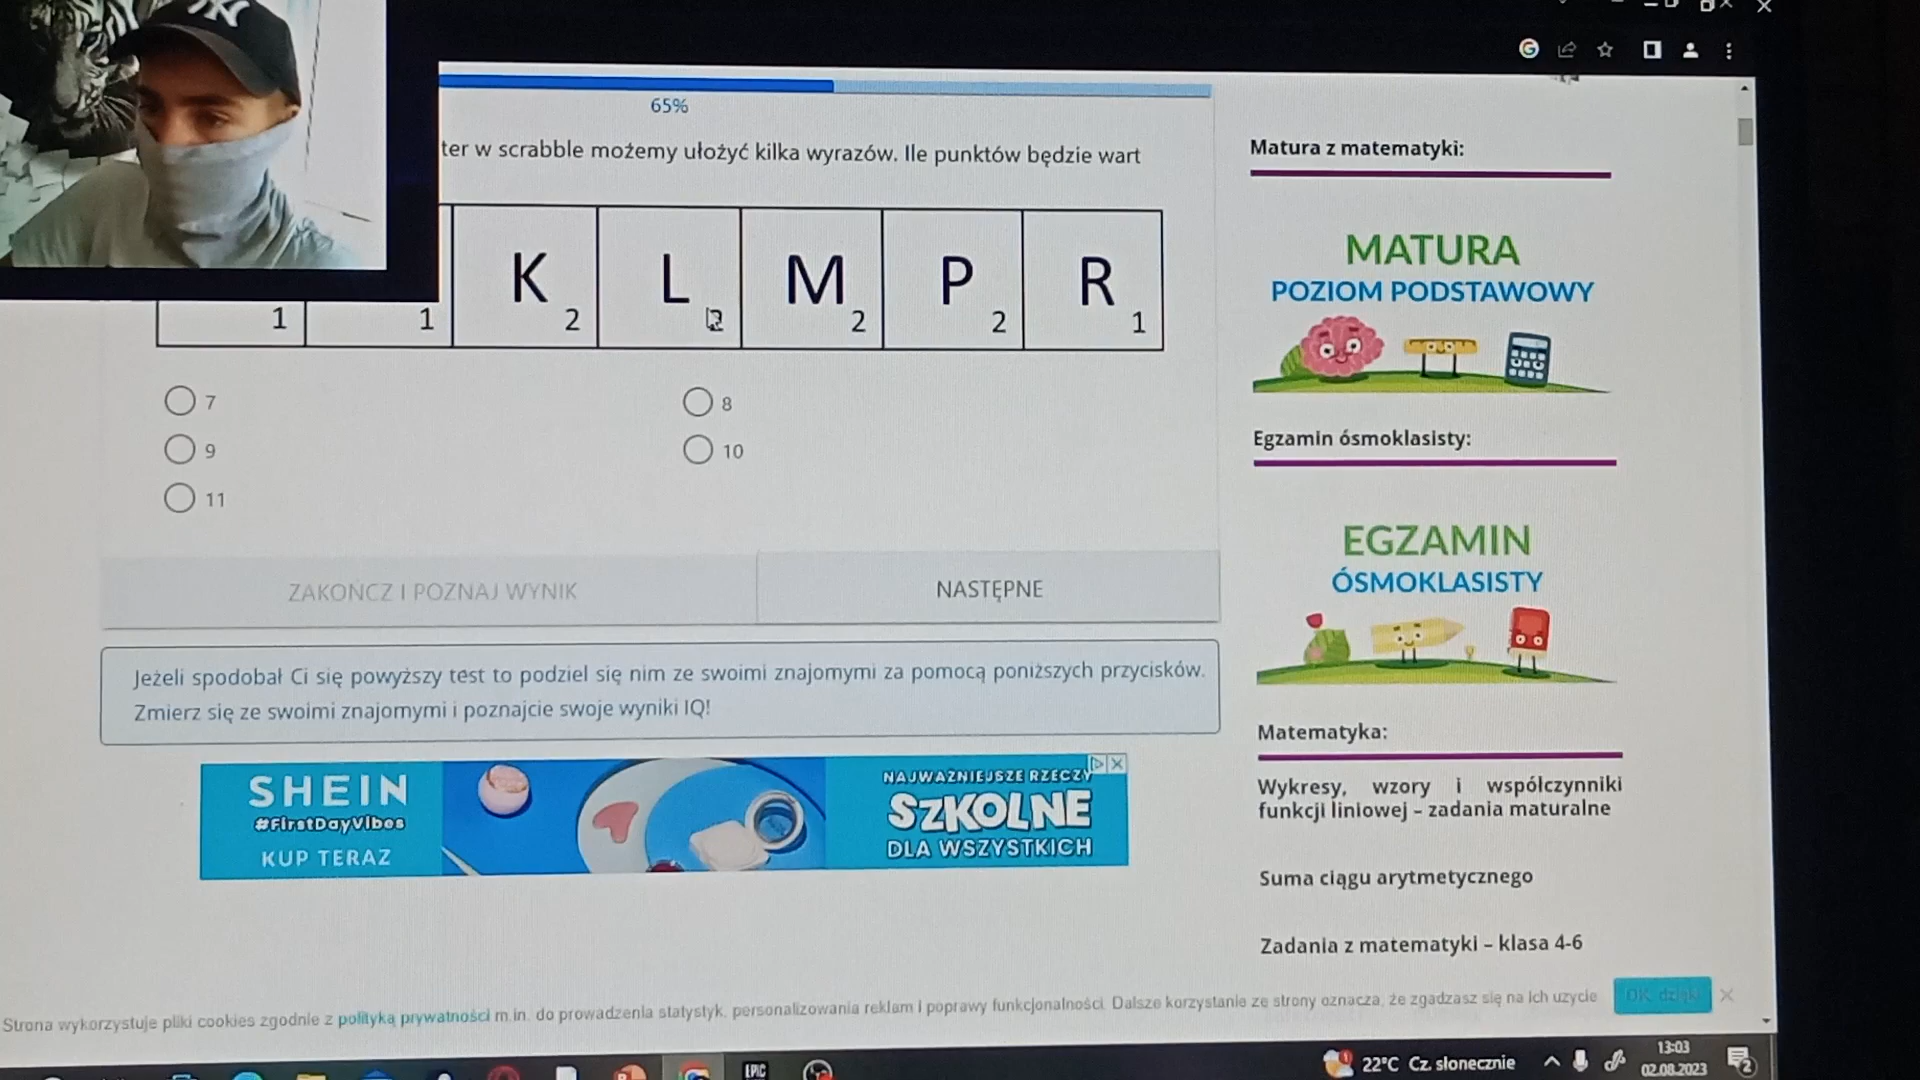 NY
65%
ter w scrabble możemy ułożyć kilka wyrazów. Ile punktów będzie wart
K L M P R
1 1 2 2 2 2 1
7
8
9
10
11
ZAKOŃCZ I POZNAJ WYNIK
NASTĘPNE
Jeżeli spodobał Ci się powyższy test to podziel się nim ze swoimi znajomymi za pomocą poniższych przycisków.
Zmierz się ze swoimi znajomymi i poznajcie swoje wyniki IQ!
SHEIN
#FirstDayVibes
KUP TERAZ
NAJWAŻNIEJSZE RZECZY
SZKOLNE
DLA WSZYSTKICH
Matura z matematyki:
MATURA
POZIOM PODSTAWOWY
Egzamin ósmoklasisty:
EGZAMIN
ÓSMOKLASISTY
Matematyka:
Wykresy, wzory i współczynniki
funkcji liniowej – zadania maturalne
Suma ciągu arytmetycznego
Zadania z matematyki – klasa 4-6
Strona wykorzystuje pliki cookies zgodnie z polityką prywatności m.in. do prowadzenia statystyk, personalizowania reklam i poprawy funkcjonalności. Dalsze korzystanie ze strony oznacza, że zgadzasz się na ich użycie
OK, dzięki
EPIC
22°C Cz. słonecznie
13:03
02.08.2023
2